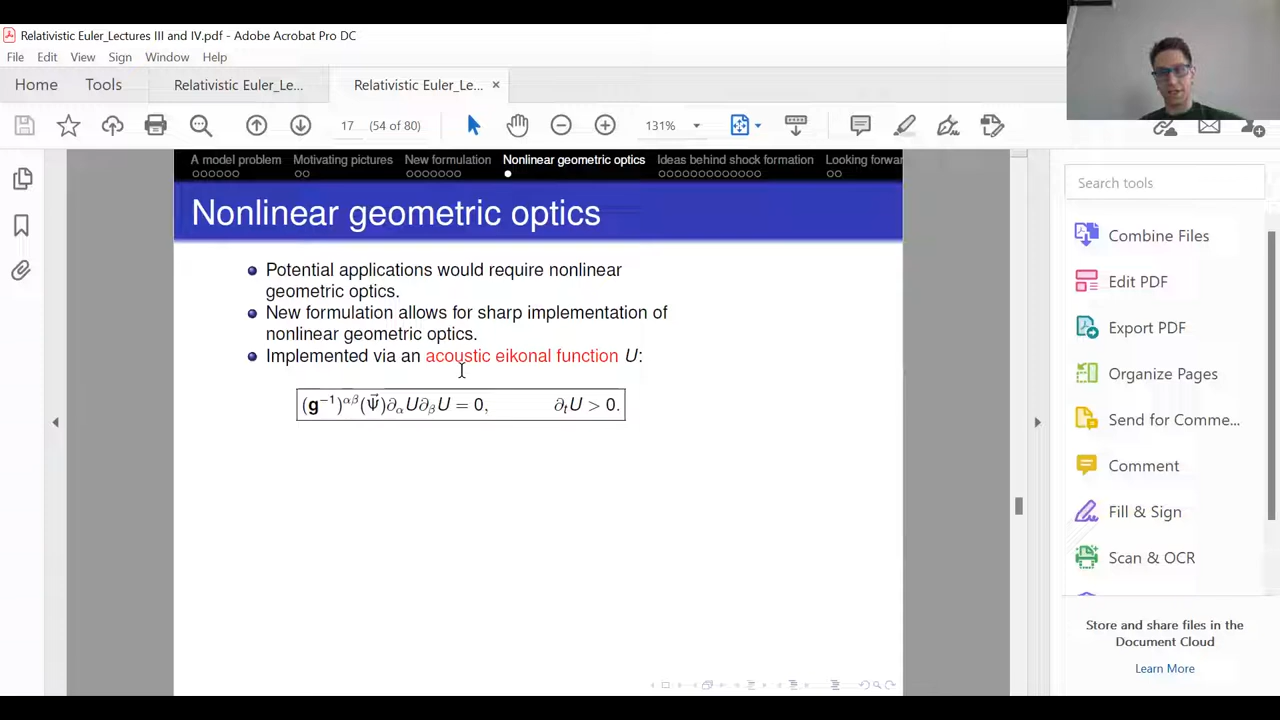 Relativistic Euler_Lectures III and IV.pdf - Adobe Acrobat Pro DC
File Edit View Sign Window Help
Home Tools Relativistic Euler_Le... Relativistic Euler_Le... ×
17 (54 of 80) 131%
A model problem Motivating pictures New formulation Nonlinear geometric optics Ideas behind shock formation Looking forwar
Nonlinear geometric optics
Potential applications would require nonlinear
geometric optics.
New formulation allows for sharp implementation of
nonlinear geometric optics.
Implemented via an acoustic eikonal function U:
(g⁻¹)^{αβ}(Ψ⃗)∂_αU∂_βU = 0, ∂_tU > 0.
Search tools
Combine Files
Edit PDF
Export PDF
Organize Pages
Send for Comme...
Comment
Fill & Sign
Scan & OCR
Store and share files in the
Document Cloud
Learn More